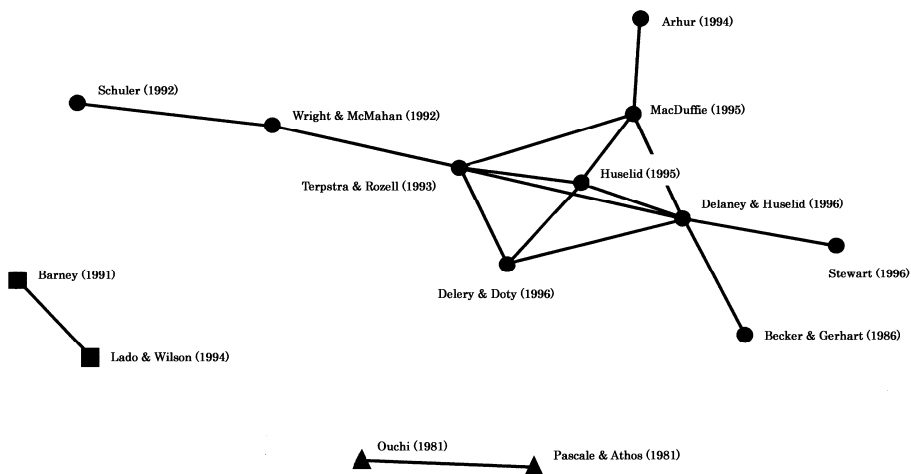 Arhur (1994)
Schuler (1992)
Wright & McMahan (1992)
MacDuffie (1995)
Terpstra & Rozell (1993)
Huselid (1995)
Delaney & Huselid (1996)
Stewart (1996)
Barney (1991)
Delery & Doty (1996)
Becker & Gerhart (1986)
Lado & Wilson (1994)
Ouchi (1981)
Pascale & Athos (1981)